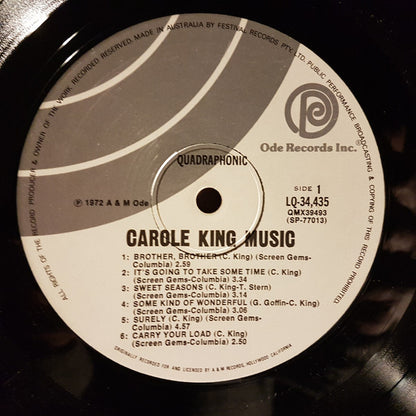 ALL RIGHTS OF THE RECORD PRODUCER & OWNER OF THE WORK RECORDED RESERVED. MADE IN AUSTRALIA BY FESTIVAL RECORDS PTY. LTD. PUBLIC PERFORMANCE BROADCASTING & COPYING OF THIS RECORD PROHIBITED.
Ode Records Inc.
QUADRAPHONIC
SIDE 1
℗ 1972 A & M Ode
LQ-34,435
QMX39493
(SP-77013)
CAROLE KING MUSIC
1: BROTHER, BROTHER (C. King) (Screen Gems-
Columbia) 2.59
2: IT'S GOING TO TAKE SOME TIME (C. King)
(Screen Gems-Columbia) 3.34
3: SWEET SEASONS (C. King-T. Stern)
(Screen Gems-Columbia) 3.14
4: SOME KIND OF WONDERFUL (G. Goffin-C. King)
(Screen Gems-Columbia) 3.06
5: SURELY (C. King) (Screen Gems-
Columbia) 4.57
6: CARRY YOUR LOAD (C. King)
(Screen Gems-Columbia) 2.50
ORIGINALLY RECORDED FOR AND LICENCED BY A & M RECORDS, HOLLYWOOD CALIFORNIA